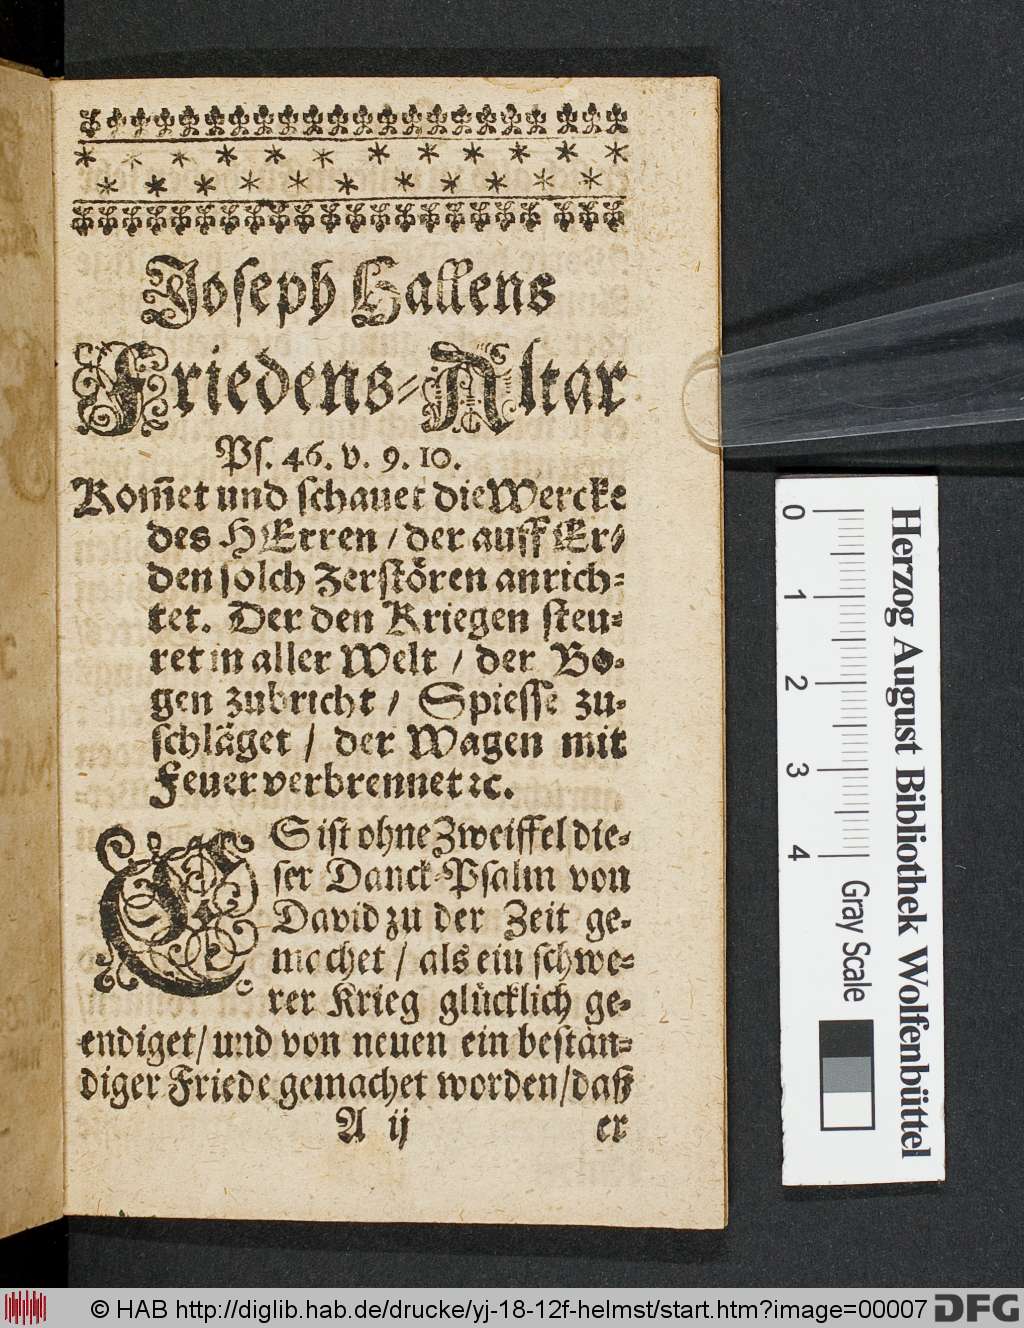 Joseph Hallens
Friedens-Altar
Ps. 46. v. 9. 10.
Kom̅et und schauet die Wercke
des HErren / der auff Er-
den solch Zerstören anrich-
tet. Der den Kriegen steu-
ret in aller Welt / der Bo-
gen zubricht / Spiesse zu-
schläget / der Wagen mit
Feuer verbrennet ꝛc.
ES ist ohne Zweiffel die-
ser Danck-Psalm von
David zu der Zeit ge-
machet / als ein schwe-
rer Krieg glücklich ge-
endiget / und von neuen ein bestän-
diger Friede gemachet worden / daß
A ij er
0 1 2 3 4
Gray Scale
Herzog August Bibliothek Wolfenbüttel
© HAB http://diglib.hab.de/drucke/yj-18-12f-helmst/start.htm?image=00007 DFG